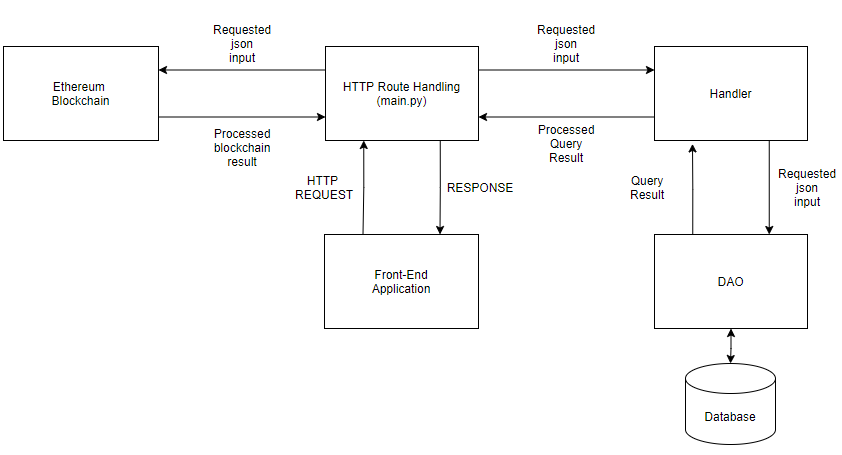 Requested
json
input
Requested
json
input
Ethereum
Blockchain
HTTP Route Handling
(main.py)
Handler
Processed
blockchain
result
Processed
Query
Result
HTTP
REQUEST
RESPONSE
Query
Result
Requested
json
input
Front-End
Application
DAO
Database